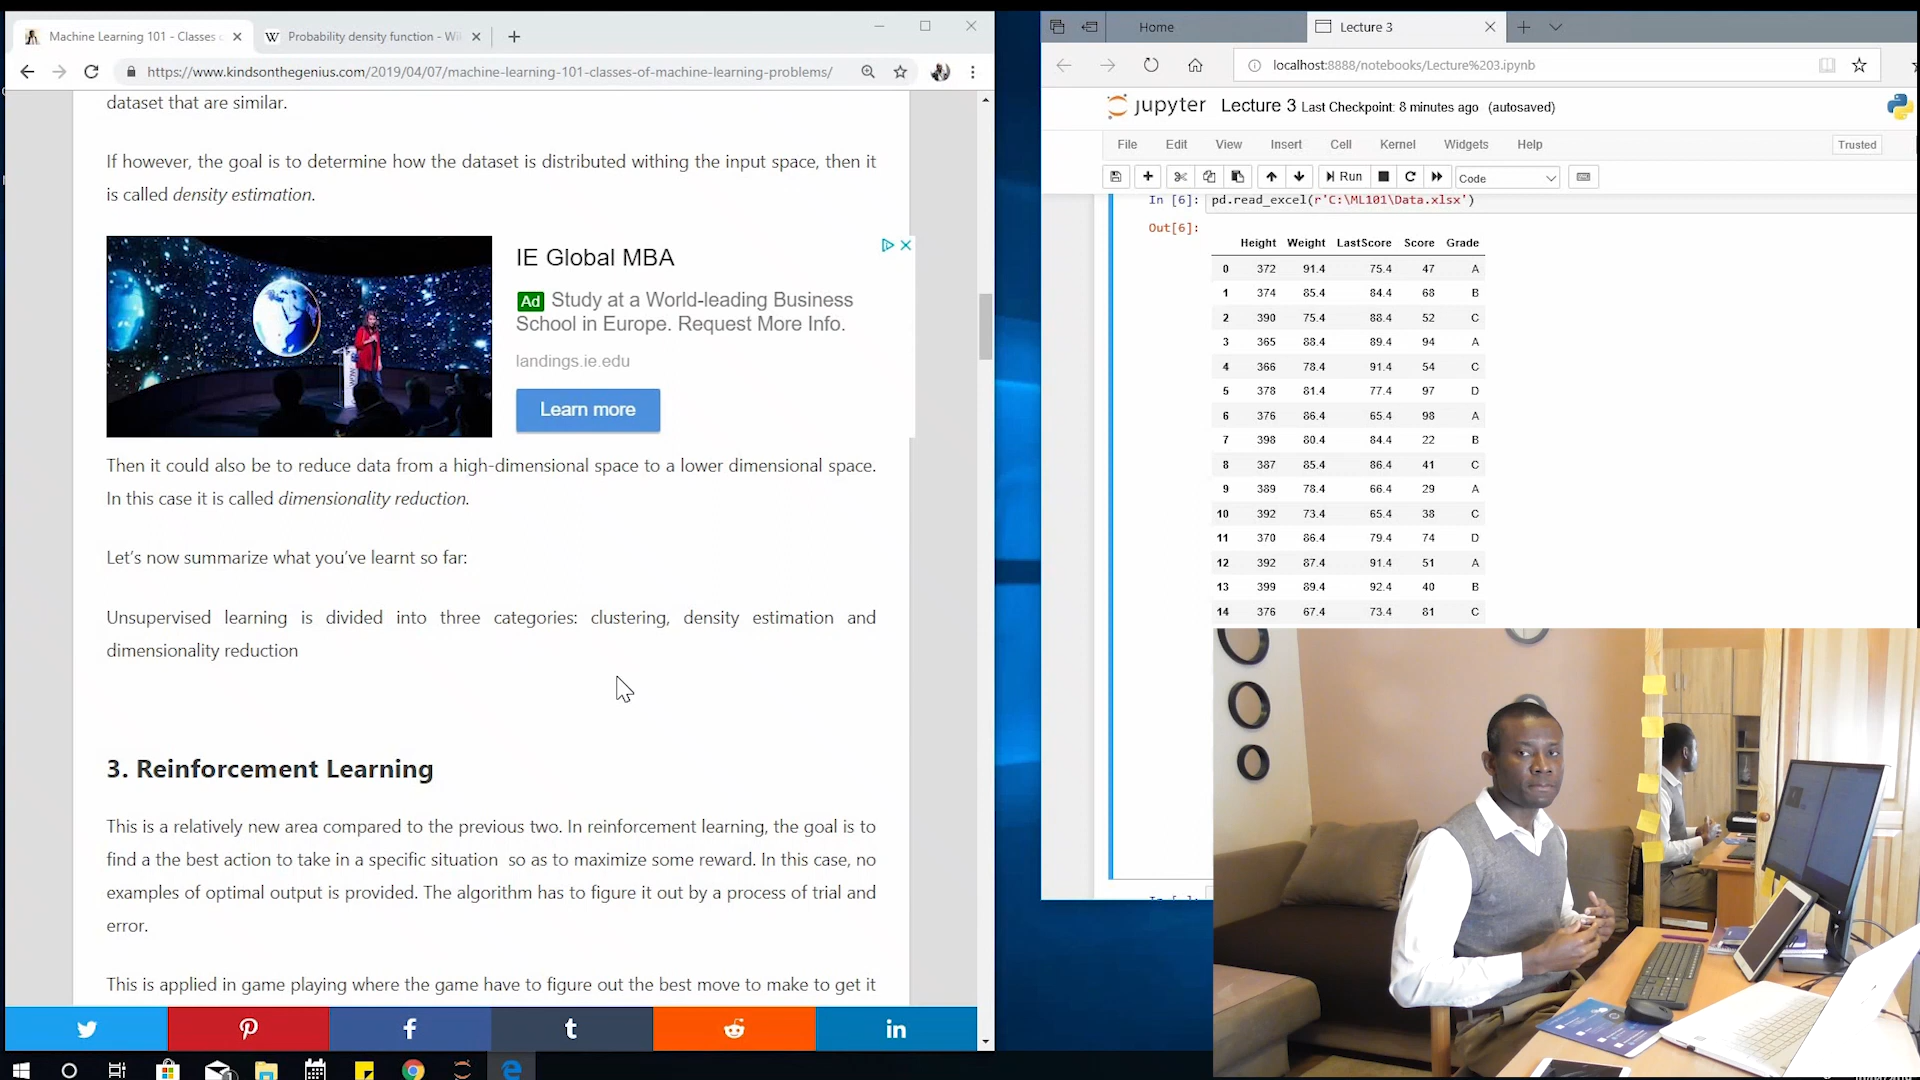 Machine Learning 101 - Classes o
Probability density function - Wi
https://www.kindsonthegenius.com/2019/04/07/machine-learning-101-classes-of-machine-learning-problems/
dataset that are similar.
If however, the goal is to determine how the dataset is distributed withing the input space, then it
is called density estimation.
IE Global MBA
Ad Study at a World-leading Business
School in Europe. Request More Info.
landings.ie.edu
Learn more
Then it could also be to reduce data from a high-dimensional space to a lower dimensional space.
In this case it is called dimensionality reduction.
Let's now summarize what you've learnt so far:
Unsupervised learning is divided into three categories: clustering, density estimation and
dimensionality reduction
3. Reinforcement Learning
This is a relatively new area compared to the previous two. In reinforcement learning, the goal is to
find a the best action to take in a specific situation so as to maximize some reward. In this case, no
examples of optimal output is provided. The algorithm has to figure it out by a process of trial and
error.
This is applied in game playing where the game have to figure out the best move to make to get it
Home
Lecture 3
localhost:8888/notebooks/Lecture%203.ipynb
jupyter Lecture 3 Last Checkpoint: 8 minutes ago (autosaved)
File Edit View Insert Cell Kernel Widgets Help Trusted
Run Code
In [6]: pd.read_excel(r'C:\ML101\Data.xlsx')
Out[6]:
Height Weight LastScore Score Grade
0 372 91.4 75.4 47 A
1 374 85.4 84.4 68 B
2 390 75.4 88.4 52 C
3 365 88.4 89.4 94 A
4 366 78.4 91.4 54 C
5 378 81.4 77.4 97 D
6 376 86.4 65.4 98 A
7 398 80.4 84.4 22 B
8 387 85.4 86.4 41 C
9 389 78.4 66.4 29 A
10 392 73.4 65.4 38 C
11 370 86.4 79.4 74 D
12 392 87.4 91.4 51 A
13 399 89.4 92.4 40 B
14 376 67.4 73.4 81 C